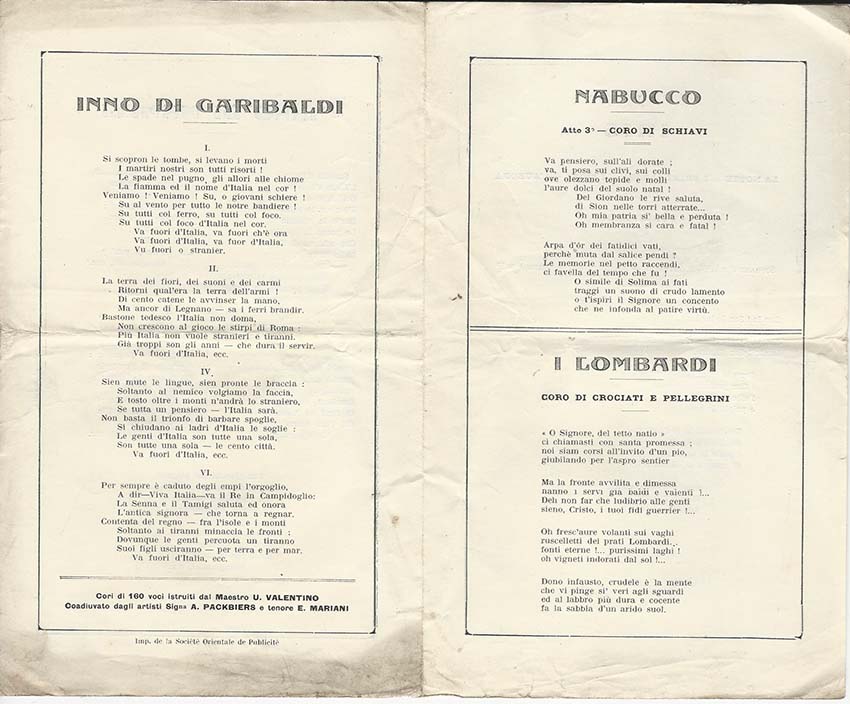 INNO DI GARIBALDI
I.
Si scopron le tombe, si levano i morti
I martiri nostri son tutti risorti !
Le spade nel pugno, gli allori alle chiome
La fiamma ed il nome d'Italia nel cor !
Veniamo ! Veniamo ! Su, o giovani schiere !
Su al vento per tutto le notre bandiere !
Su tutti col ferro, su tutti col foco.
Su tutti col foco d'Italia nel cor.
Va fuori d'Italia, va fuori ch'è ora
Va fuori d'Italia, va fuor d'Italia,
Vu fuori o stranier.
II.
La terra dei fiori, dei suoni e dei carmi
Ritorni qual'era la terra dell'armi !
Di cento catene le avvinser la mano,
Ma ancor di Legnano — sa i ferri brandir.
Bastone tedesco l'Italia non doma,
Non crescono al gioco le stirpi di Roma :
Più Italia non vuole stranieri e tiranni.
Già troppi son gli anni — che dura il servir.
Va fuori d'Italia, ecc.
IV.
Sien mute le lingue, sien pronte le braccia :
Soltanto al nemico volgiamo la faccia,
E tosto oltre i monti n'andrà lo straniero,
Se tutta un pensiero — l'Italia sarà.
Non basta il trionfo di barbare spoglie,
Si chiudano ai ladri d'Italia le soglie :
Le genti d'Italia son tutte una sola,
Son tutte una sola — le cento città.
Va fuori d'Italia, ecc.
VI.
Per sempre è caduto degli empi l'orgoglio,
A dir—Viva Italia—va il Re in Campidoglio:
La Senna e il Tamigi saluta ed onora
L'antica signora — che torna a regnar.
Contenta del regno — fra l'isole e i monti
Soltanto ai tiranni minaccia le fronti ;
Dovunque le genti percuota un tiranno
Suoi figli usciranno — per terra e per mar.
Va fuori d'Italia, ecc.
Cori di 160 voci istruiti dal Maestro U. VALENTINO
Coadiuvato dagli artisti Signa A. PACKBIERS e tenore E. MARIANI
Imp. de la Société Orientale de Publicité
NABUCCO
Atto 3º — CORO DI SCHIAVI
Va pensiero, sull'ali dorate ;
va, ti posa sui clivi, sui colli
ove olezzano tepide e molli
l'aure dolci del suolo natal !
Del Giordano le rive saluta,
di Sion nelle torri atterrate...
Oh mia patria si' bella e perduta !
Oh membranza si cara e fatal !
Arpa d'ór dei fatidici vati,
perchè muta dal salice pendi ?
Le memorie nel petto raccendi,
ci favella del tempo che fu !
O simile di Solima ai fati
traggi un suono di crudo lamento
o t'ispiri il Signore un concento
che ne infonda al patire virtù.
I LOMBARDI
CORO DI CROCIATI E PELLEGRINI
« O Signore, del tetto natio »
ci chiamasti con santa promessa ;
noi siam corsi all'invito d'un pio,
giubilando per l'aspro sentier
Ma la fronte avvilita e dimessa
hanno i servi già baldi e valenti !...
Deh non far che ludibrio alle genti
sieno, Cristo, i tuoi fidi guerrier !...
Oh fresc'aure volanti sui vaghi
ruscelletti dei prati Lombardi...
fonti eterne !... purissimi laghi !
oh vigneti indorati dal sol !...
Dono infausto, crudele è la mente
che vi pinge si' veri agli sguardi
ed al labbro più dura e cocente
fa la sabbia d'un arido suol.